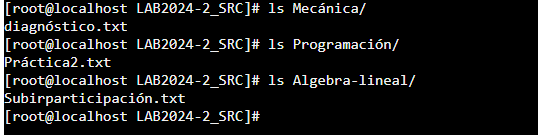 [root@localhost LAB2024-2_SRC]# ls Mecánica/
diagnóstico.txt
[root@localhost LAB2024-2_SRC]# ls Programación/
Práctica2.txt
[root@localhost LAB2024-2_SRC]# ls Algebra-lineal/
Subirparticipación.txt
[root@localhost LAB2024-2_SRC]#